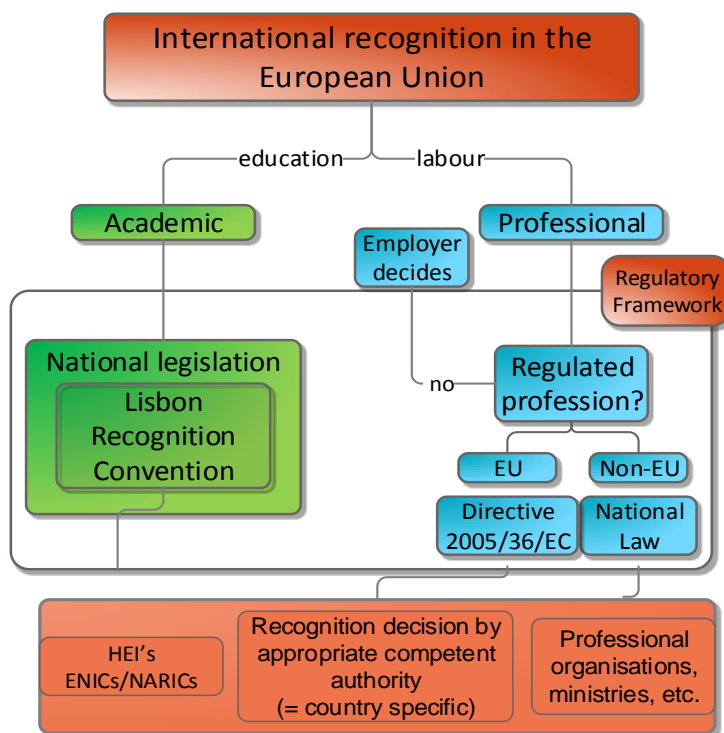 International recognition in the
European Union
education
labour
Academic
Professional
Employer
decides
Regulatory
Framework
National legislation
Lisbon
Recognition
Convention
no
Regulated
profession?
EU
Non-EU
Directive
2005/36/EC
National
Law
HEI's
ENICs/NARICs
Recognition decision by
appropriate competent
authority
(= country specific)
Professional
organisations,
ministries, etc.